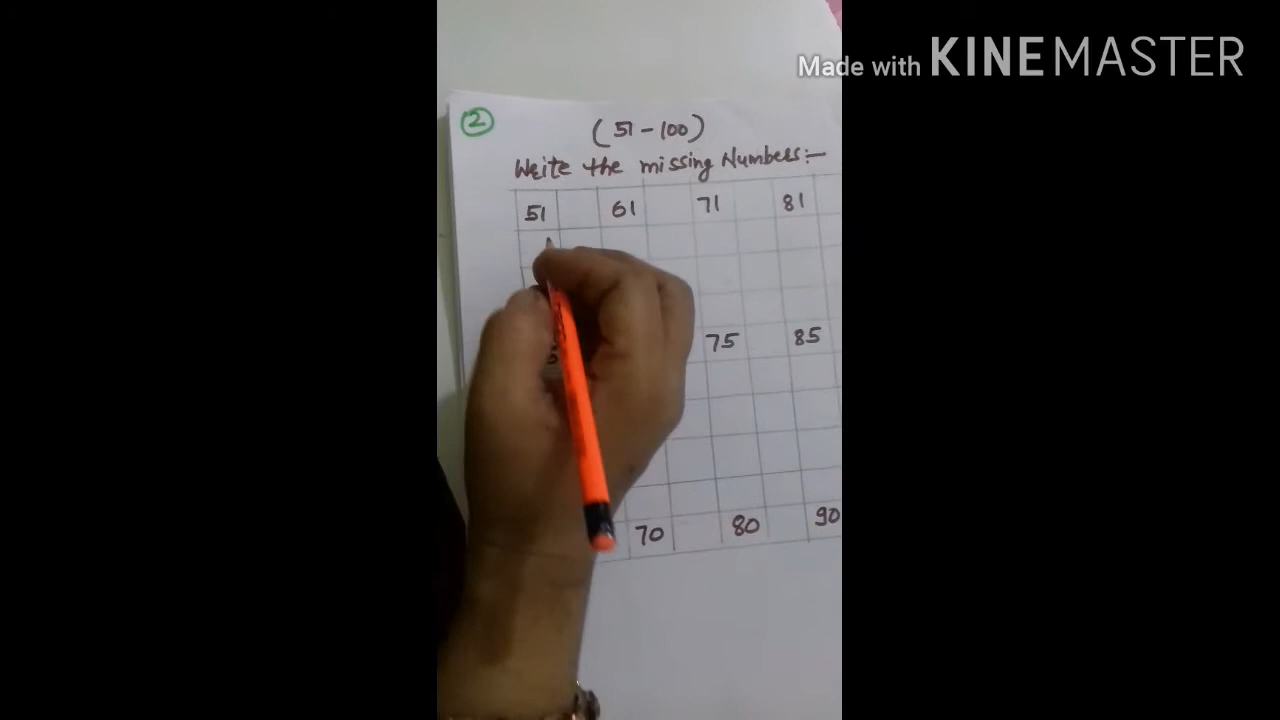 Made with KINEMASTER
2
(51 - 100)
Write the missing Numbers:-
51 61 71 81
75 85
70 80 90